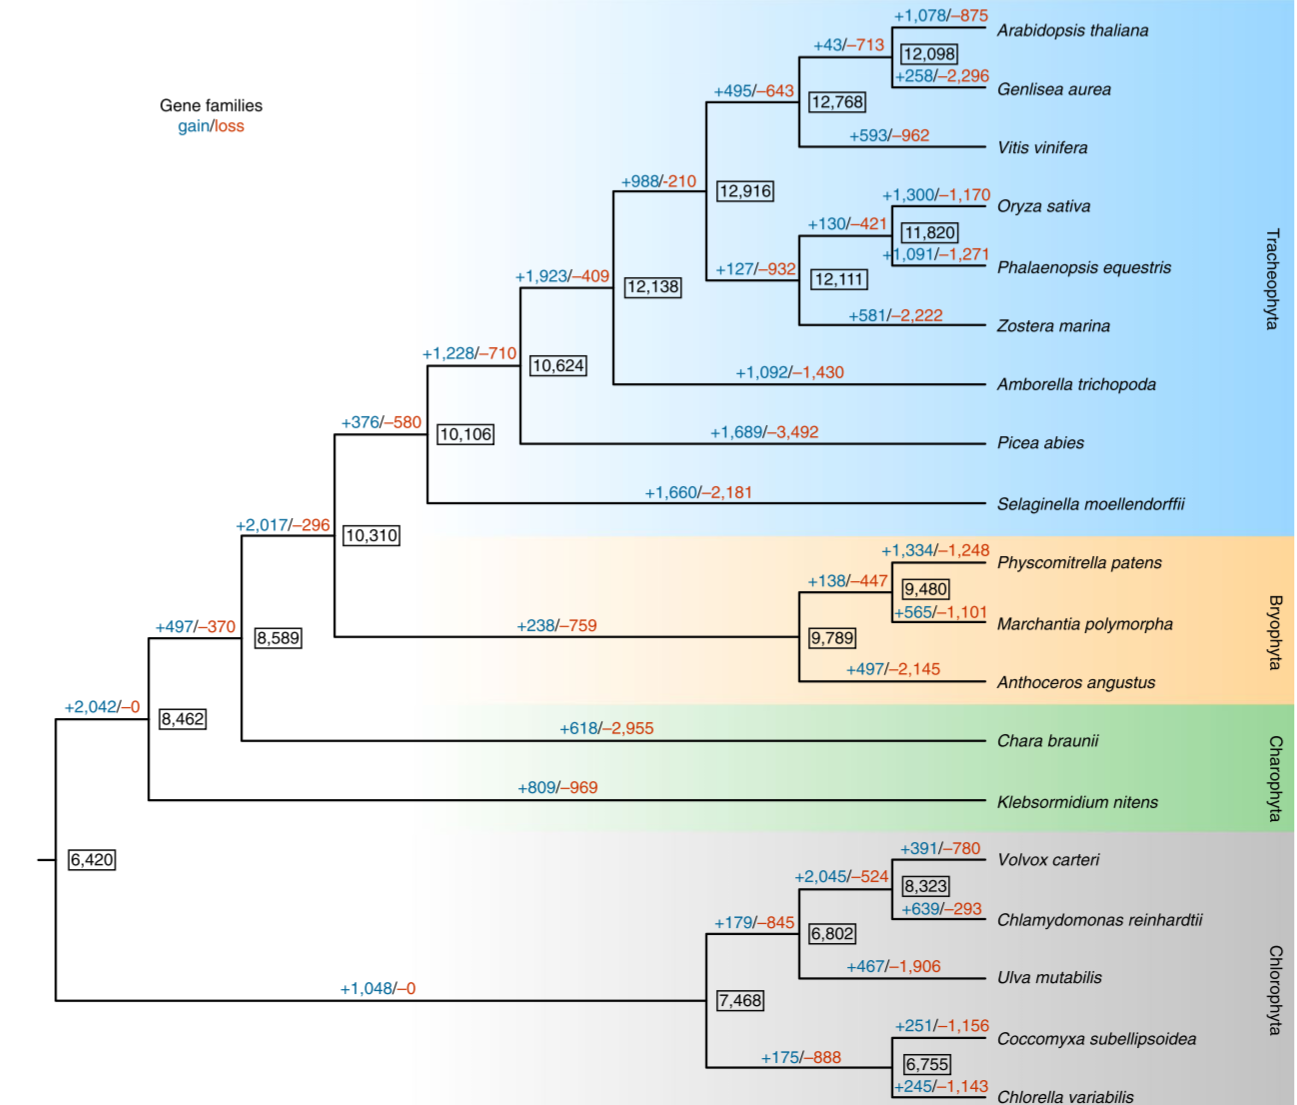 +1,078/–875
Arabidopsis thaliana
+43/–713
12,098
+258/–2,296
Genlisea aurea
+495/–643
Gene families
gain/loss
12,768
+593/–962
Vitis vinifera
+988/-210
12,916
+1,300/–1,170
Oryza sativa
+130/–421
11,820
+1,091/–1,271
Phalaenopsis equestris
+127/–932
12,111
+1,923/–409
12,138
+581/–2,222
Zostera marina
Tracheophyta
+1,228/–710
10,624
+1,092/–1,430
Amborella trichopoda
+376/–580
10,106
+1,689/–3,492
Picea abies
+1,660/–2,181
Selaginella moellendorffii
+2,017/–296
10,310
+1,334/–1,248
Physcomitrella patens
+138/–447
9,480
+565/–1,101
Marchantia polymorpha
Bryophyta
+497/–370
8,589
+238/–759
9,789
+497/–2,145
Anthoceros angustus
+2,042/–0
8,462
+618/–2,955
Chara braunii
Charophyta
+809/–969
Klebsormidium nitens
6,420
+391/–780
Volvox carteri
+2,045/–524
8,323
+639/–293
Chlamydomonas reinhardtii
+179/–845
6,802
+467/–1,906
Ulva mutabilis
Chlorophyta
+1,048/–0
7,468
+251/–1,156
Coccomyxa subellipsoidea
+175/–888
6,755
+245/–1,143
Chlorella variabilis